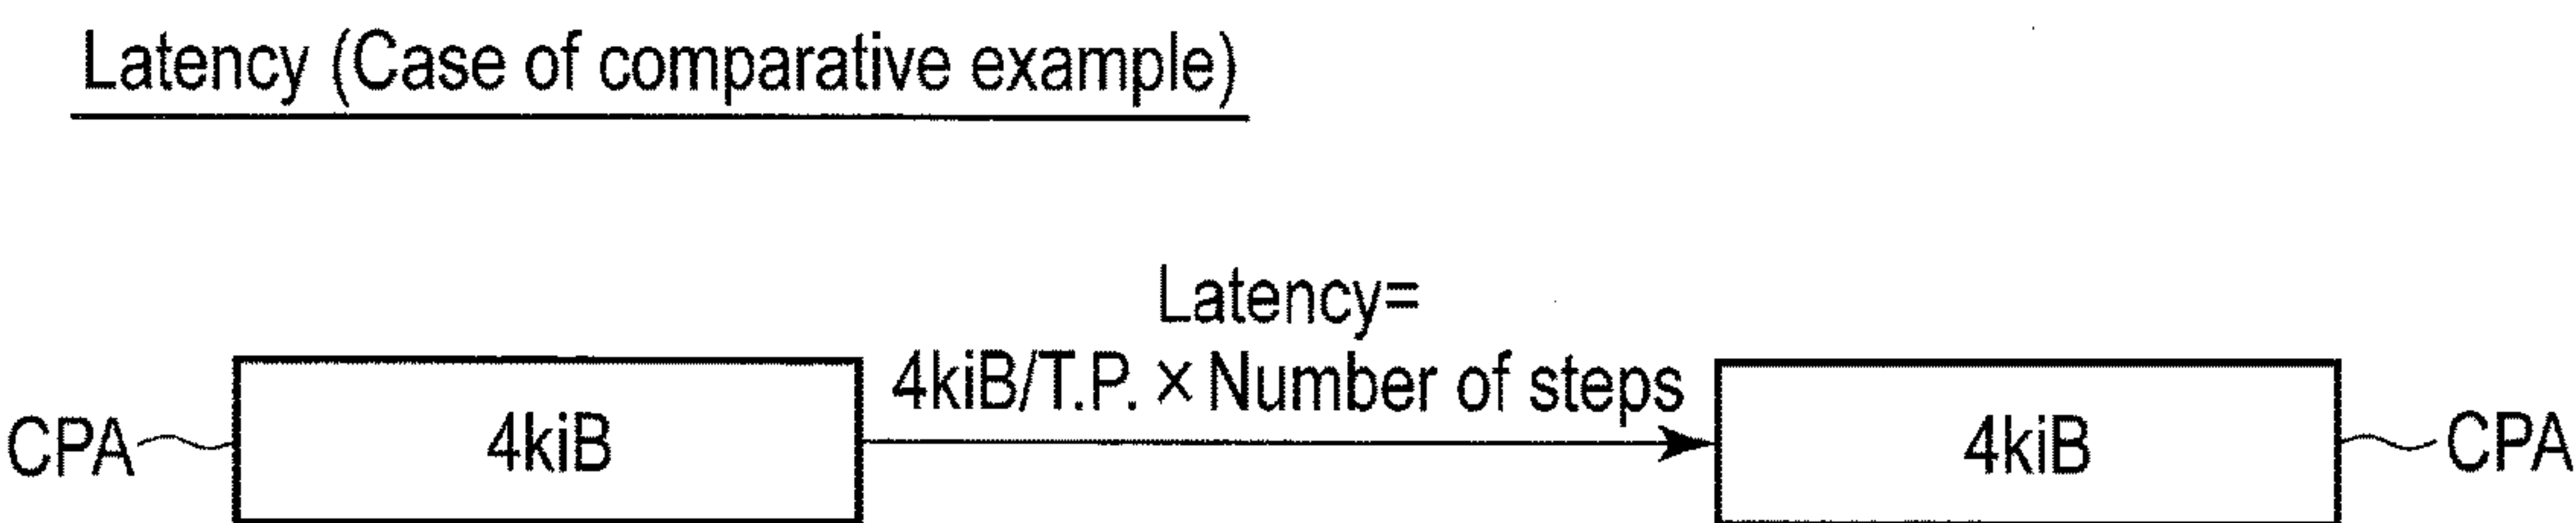 Latency (Case of comparative example)
Latency=
4kiB/T.P. × Number of steps
CPA 4kiB 4kiB CPA